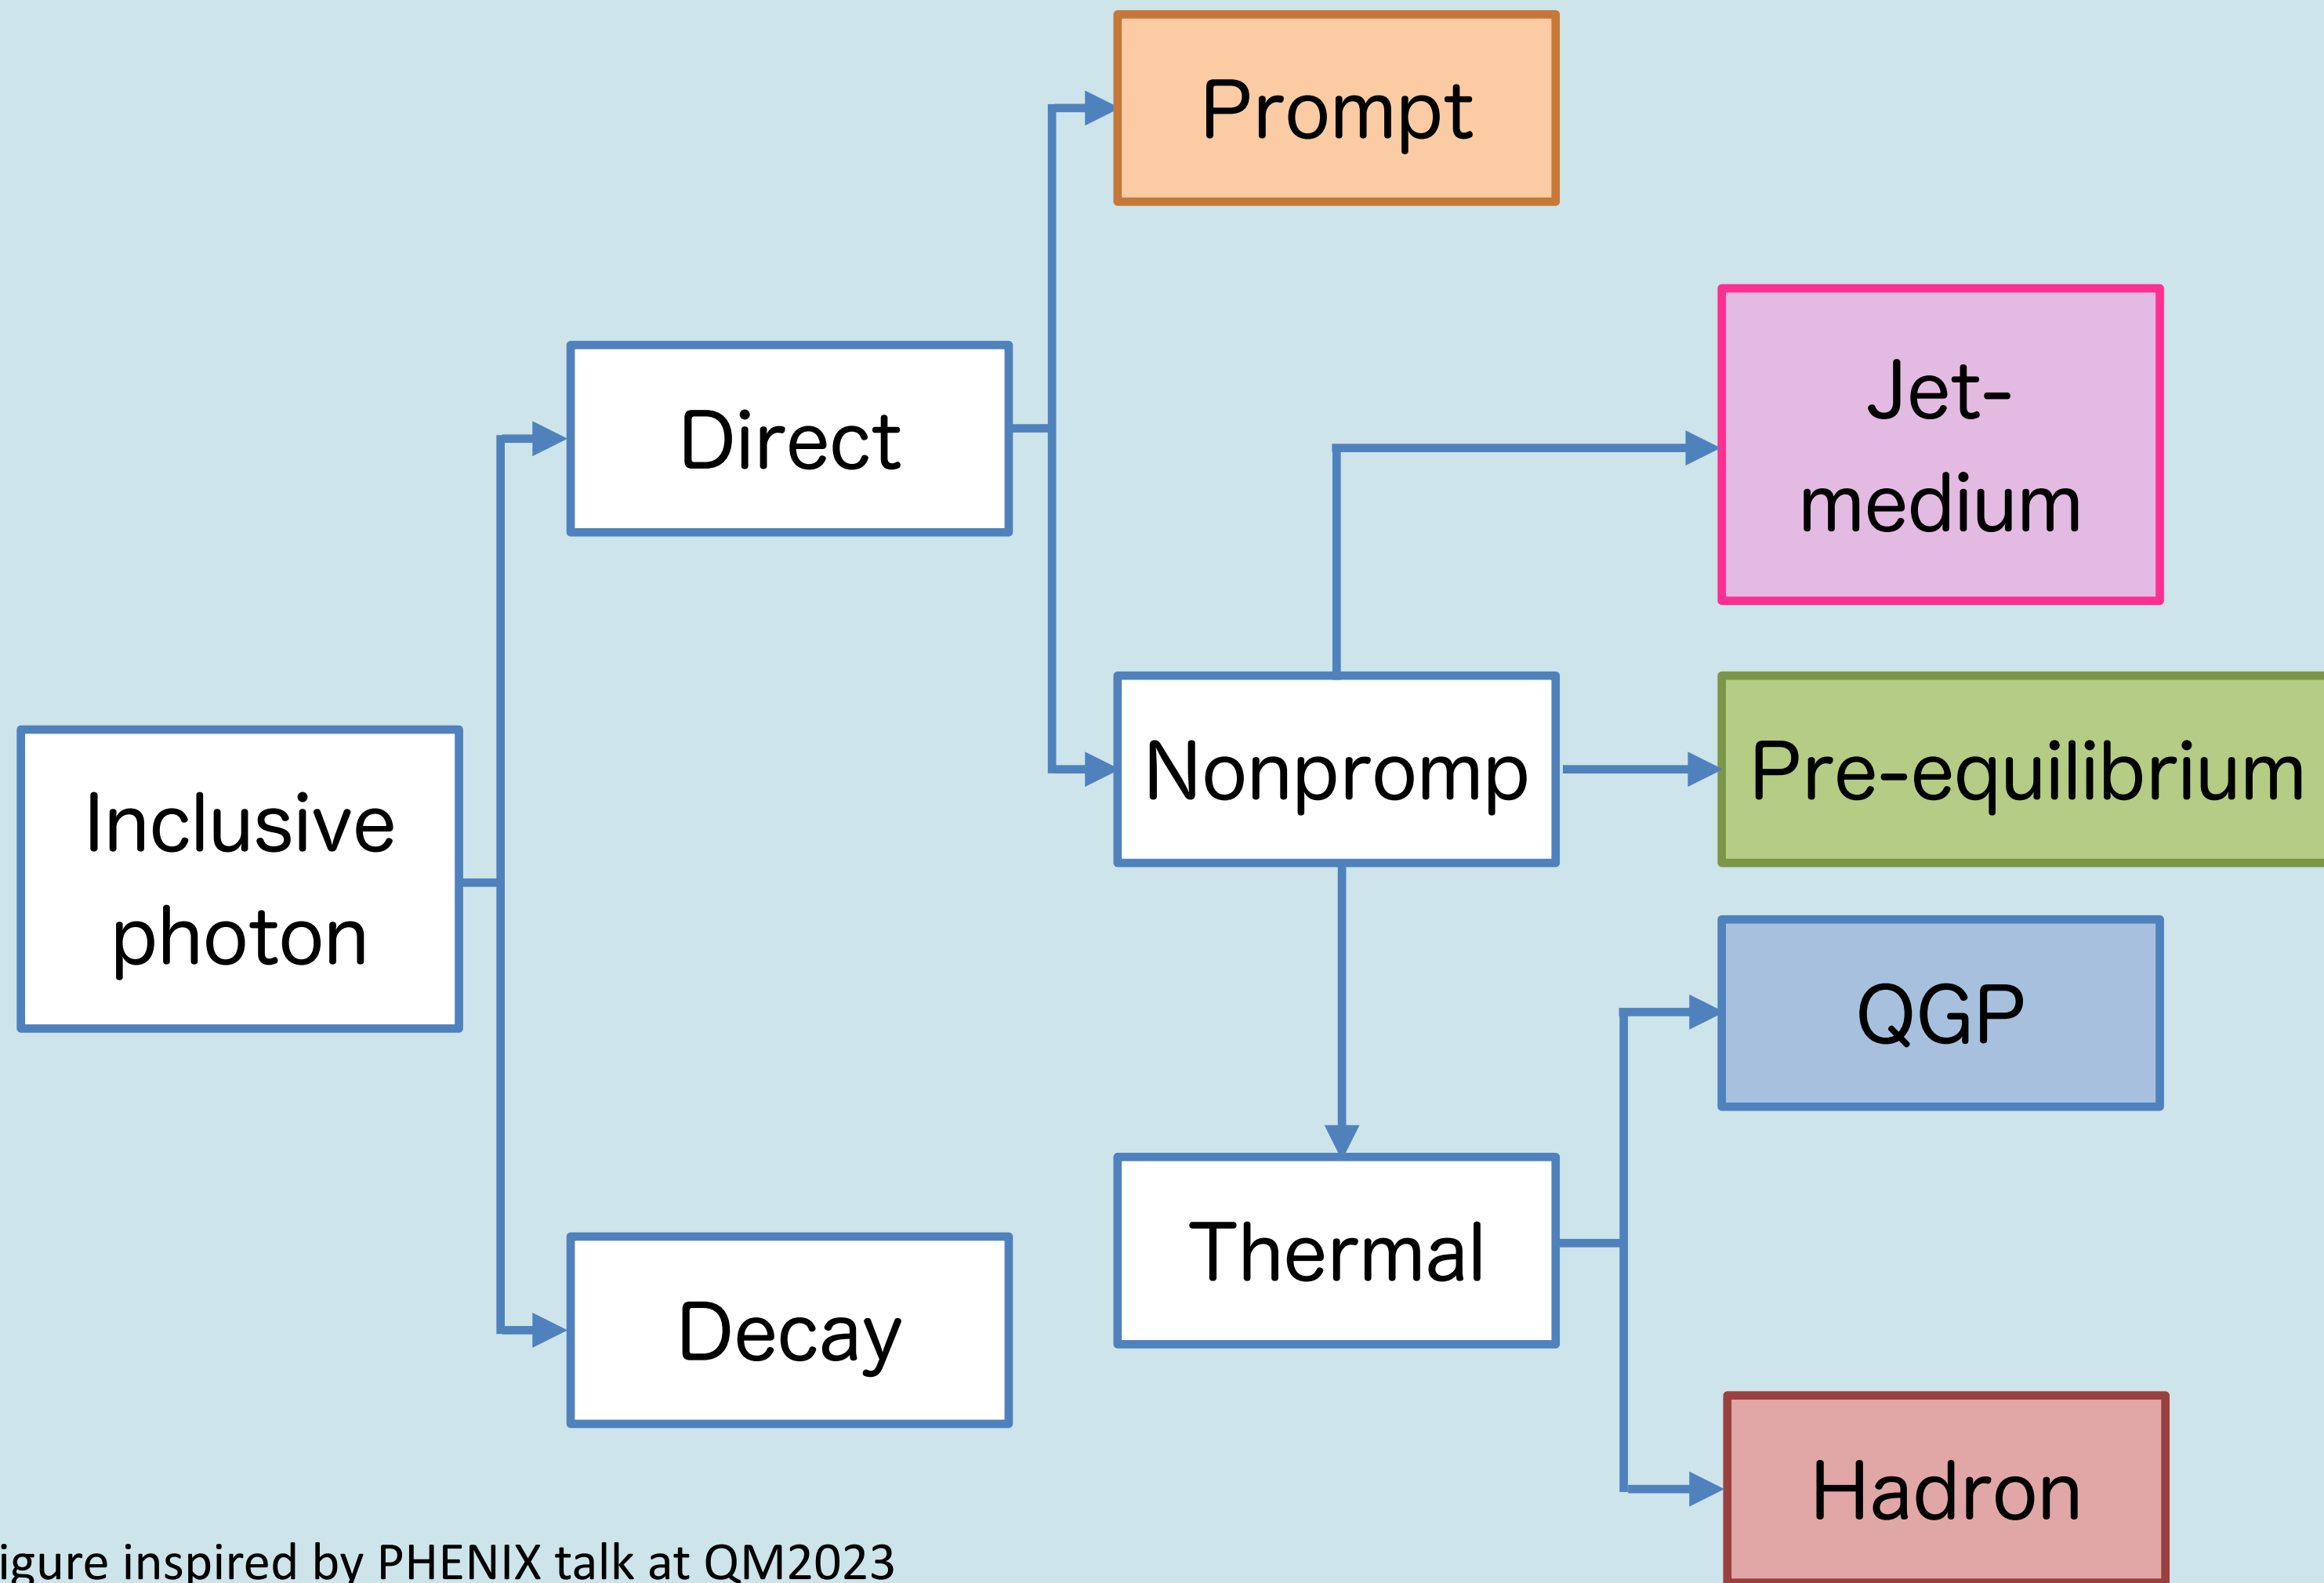 Prompt
Jet-
medium
Direct
Nonpromp
Pre-equilibrium
Inclusive
photon
QGP
Thermal
Decay
Hadron
igure inspired by PHENIX talk at QM2023